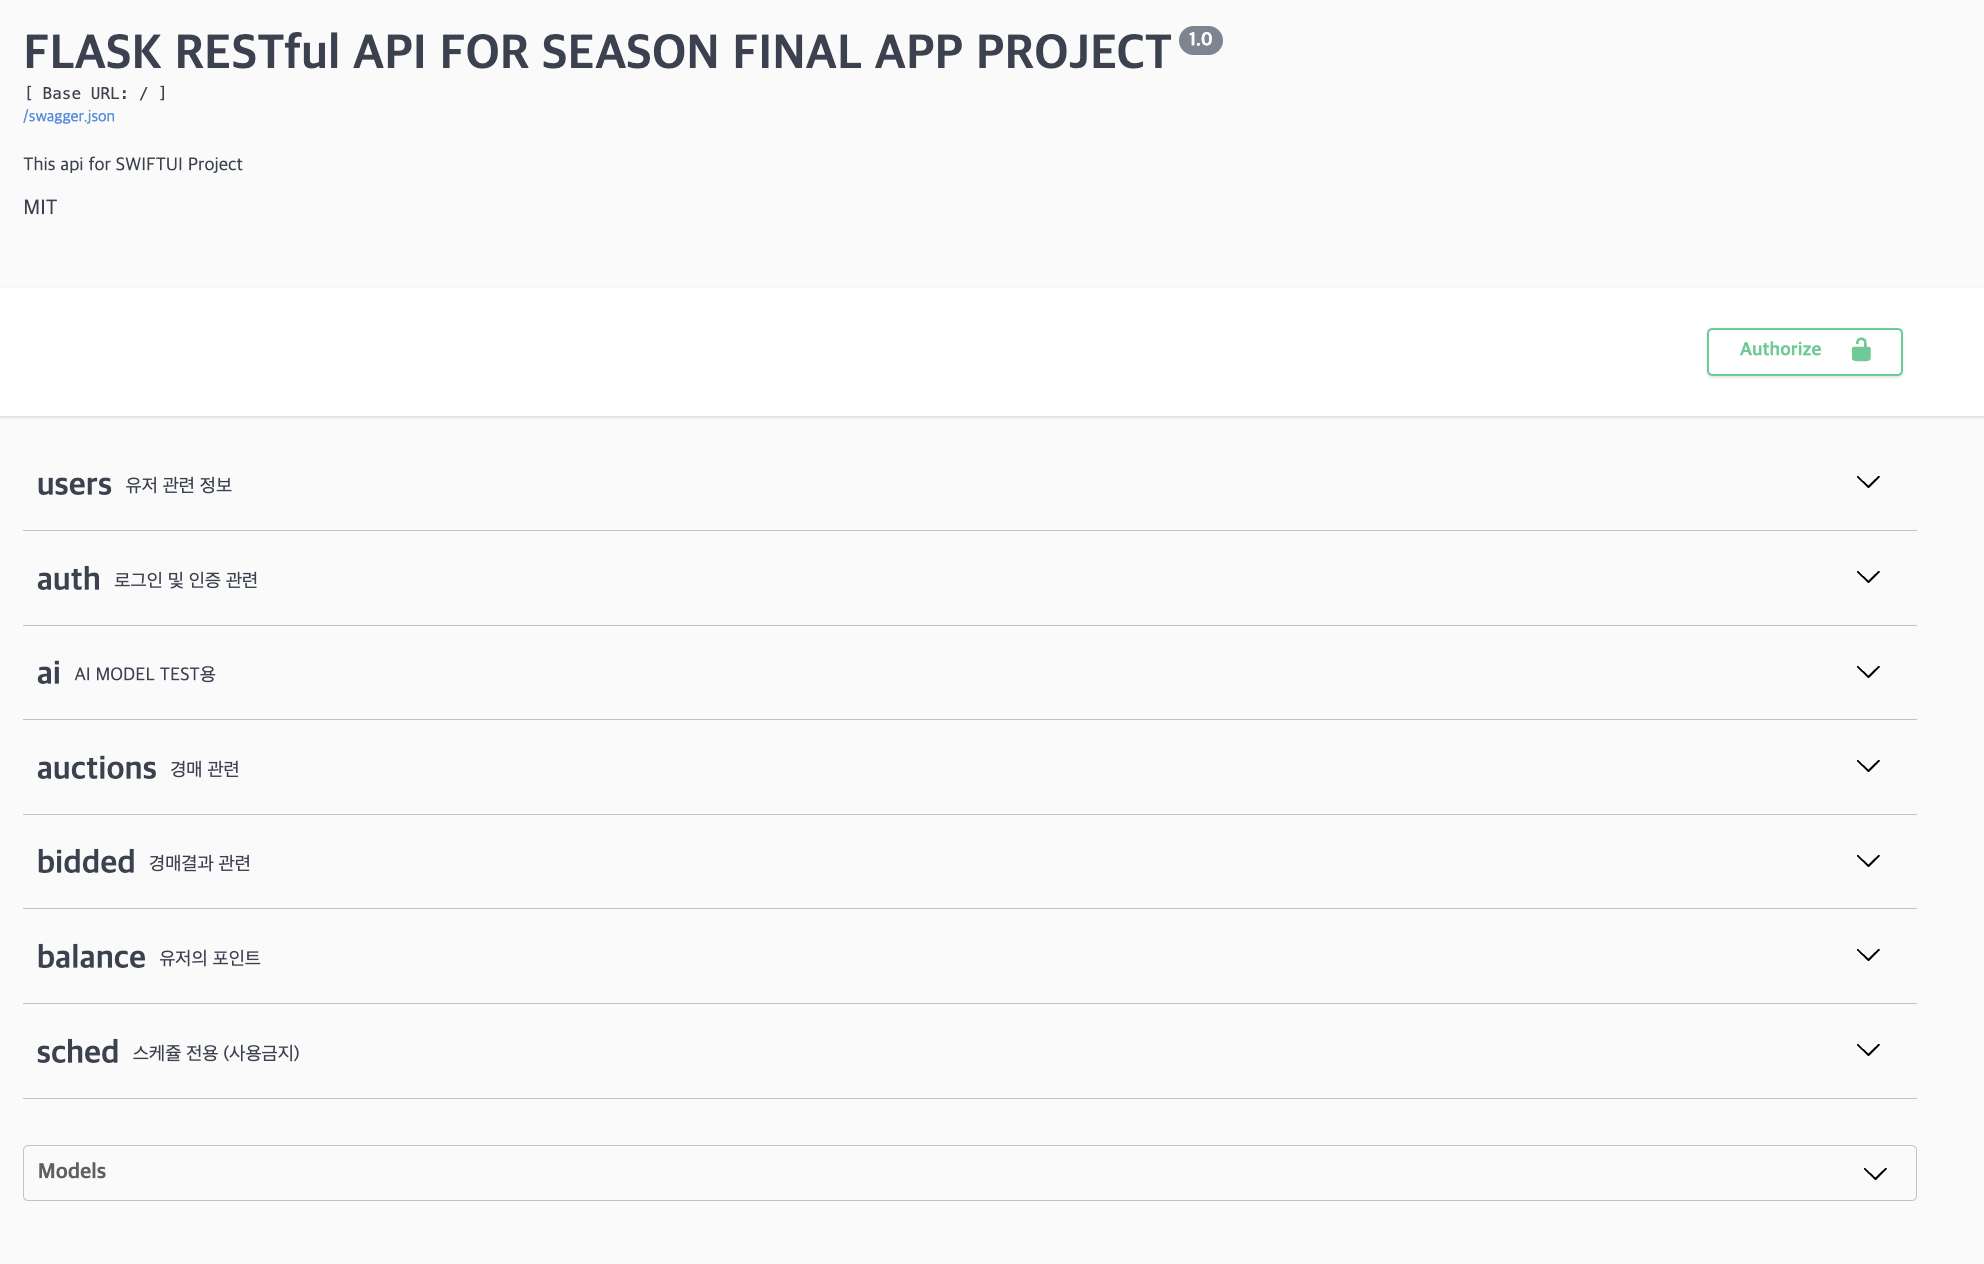 FLASK RESTful API FOR SEASON FINAL APP PROJECT 1.0
[ Base URL: / ]
/swagger.json
This api for SWIFTUI Project
MIT
Authorize
users 유저 관련 정보
auth 로그인 및 인증 관련
ai AI MODEL TEST용
auctions 경매 관련
bidded 경매결과 관련
balance 유저의 포인트
sched 스케쥴 전용 (사용금지)
Models